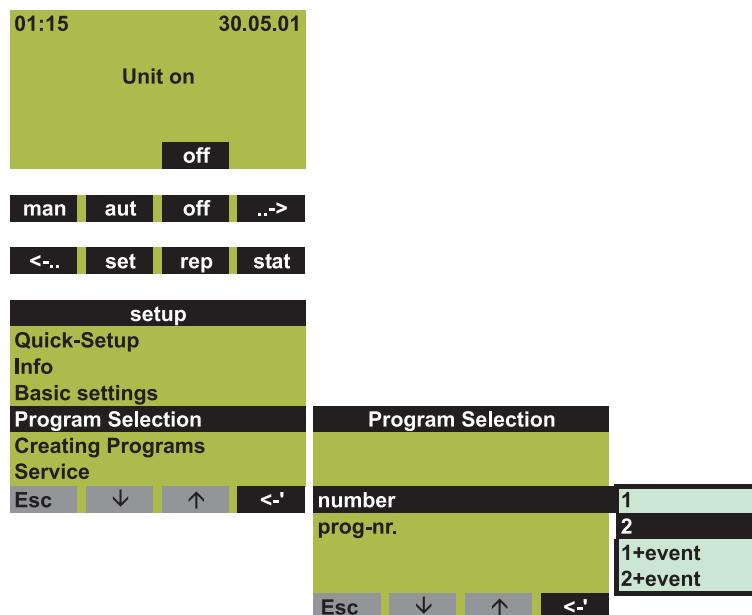 01:15 30.05.01
Unit on
off
man aut off ..->
<-.. set rep stat
setup
Quick-Setup
Info
Basic settings
Program Selection
Creating Programs
Service
Esc ↓ ↑ <-'
Program Selection
number
prog-nr.
Esc ↓ ↑ <-'
1
2
1+event
2+event